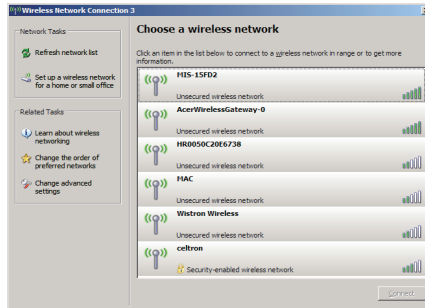 Wireless Network Connection 3
Network Tasks
Refresh network list
Set up a wireless network
for a home or small office
Related Tasks
Learn about wireless
networking
Change the order of
preferred networks
Change advanced
settings
Choose a wireless network
Click an item in the list below to connect to a wireless network in range or to get more
information.
MIS-15FD2
Unsecured wireless network
AcerWirelessGateway-0
Unsecured wireless network
HR0050C20E6738
Unsecured wireless network
MAC
Unsecured wireless network
Wistron Wireless
Unsecured wireless network
celtron
Security-enabled wireless network
Connect